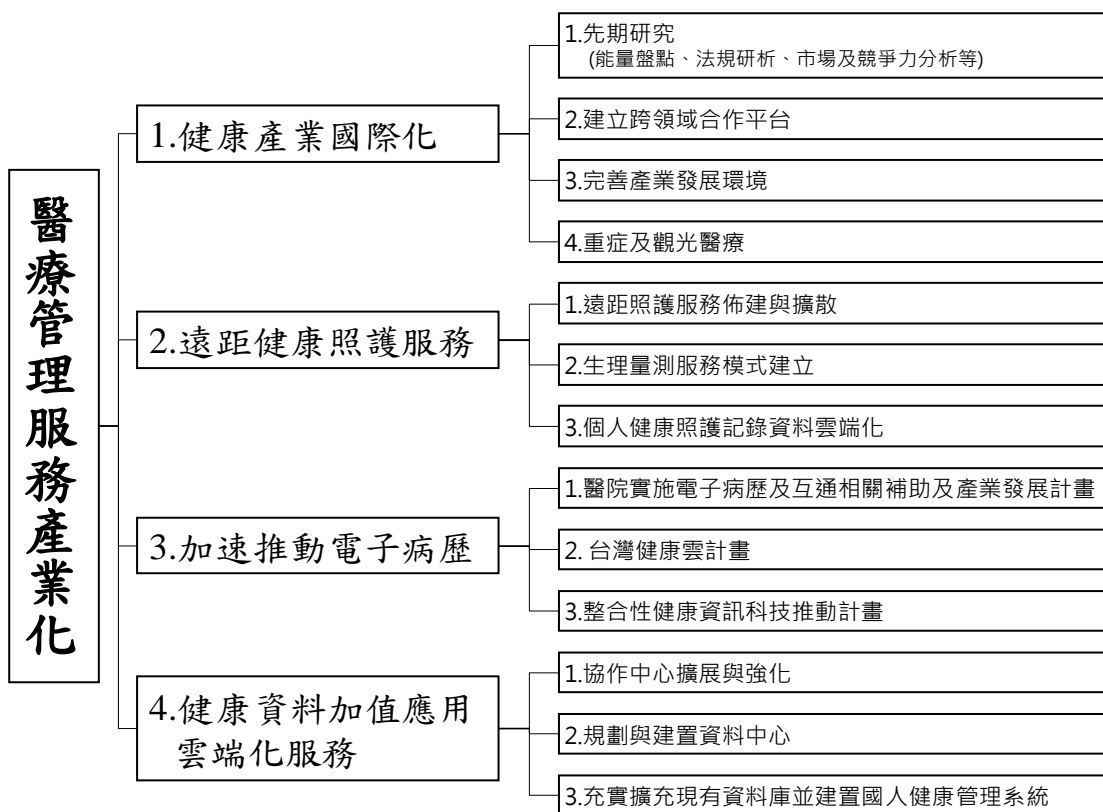 醫療管理服務產業化
1.健康產業國際化
1.先期研究
(能量盤點、法規研析、市場及競爭力分析等)
2.建立跨領域合作平台
3.完善產業發展環境
4.重症及觀光醫療
2.遠距健康照護服務
1.遠距照護服務佈建與擴散
2.生理量測服務模式建立
3.個人健康照護記錄資料雲端化
3.加速推動電子病歷
1.醫院實施電子病歷及互通相關補助及產業發展計畫
2. 台灣健康雲計畫
3.整合性健康資訊科技推動計畫
4.健康資料加值應用
雲端化服務
1.協作中心擴展與強化
2.規劃與建置資料中心
3.充實擴充現有資料庫並建置國人健康管理系統